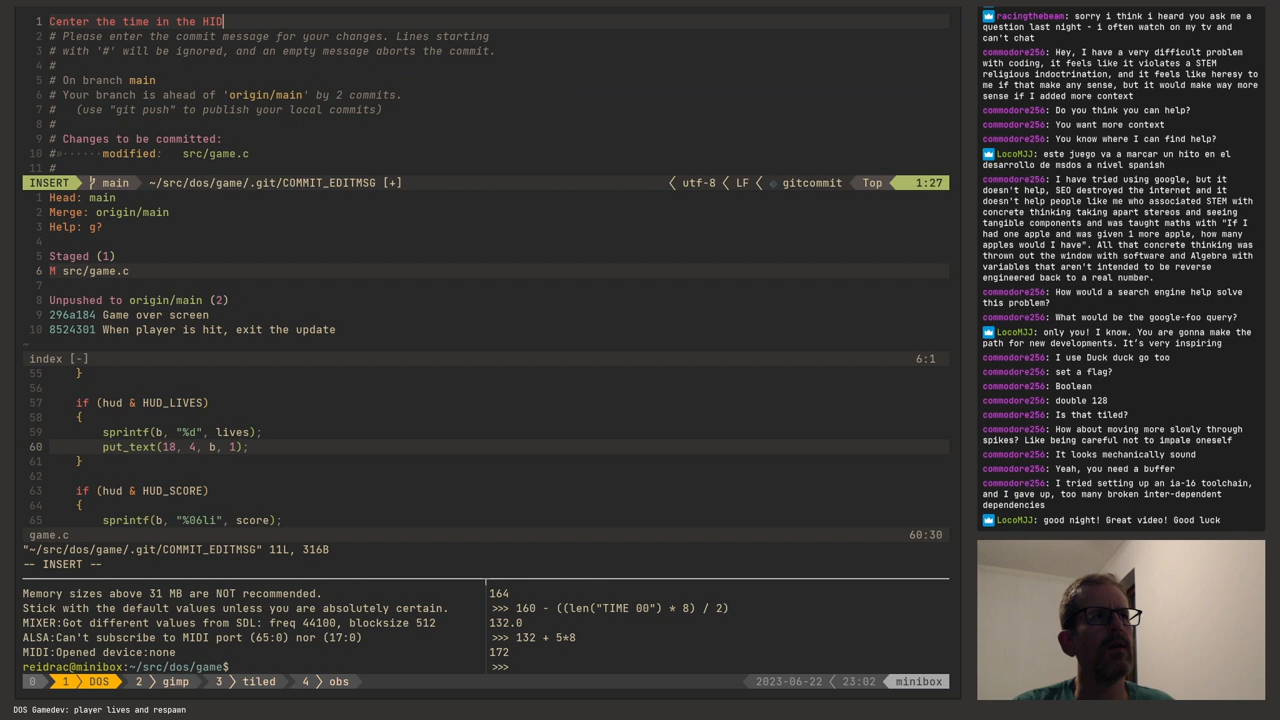 1 Center the time in the HID
2 # Please enter the commit message for your changes. Lines starting
3 # with '#' will be ignored, and an empty message aborts the commit.
4 #
5 # On branch main
6 # Your branch is ahead of 'origin/main' by 2 commits.
7 #   (use "git push" to publish your local commits)
8 #
9 # Changes to be committed:
10 #»······modified:   src/game.c
11 #
INSERT main ~/src/dos/game/.git/COMMIT_EDITMSG [+] utf-8 LF gitcommit Top 1:27
1 Head: main
2 Merge: origin/main
3 Help: g?
4
5 Staged (1)
6 M src/game.c
7
8 Unpushed to origin/main (2)
9 296a184 Game over screen
10 8524301 When player is hit, exit the update
~
index [-] 6:1
55     }
56
57     if (hud & HUD_LIVES)
58     {
59         sprintf(b, "%d", lives);
60         put_text(18, 4, b, 1);
61     }
62
63     if (hud & HUD_SCORE)
64     {
65         sprintf(b, "%06li", score);
game.c 60:30
"~/src/dos/game/.git/COMMIT_EDITMSG" 11L, 316B
-- INSERT --
Memory sizes above 31 MB are NOT recommended.
Stick with the default values unless you are absolutely certain.
MIXER:Got different values from SDL: freq 44100, blocksize 512
ALSA:Can't subscribe to MIDI port (65:0) nor (17:0)
MIDI:Opened device:none
reidrac@minibox:~/src/dos/game$
164
>>> 160 - ((len("TIME 00") * 8) / 2)
132.0
>>> 132 + 5*8
172
>>>
0 1 DOS 2 gimp 3 tiled 4 obs 2023-06-22 23:02 minibox
DOS Gamedev: player lives and respawn
racingthebeam: sorry i think i heard you ask me a
question last night - i often watch on my tv and
can't chat
commodore256: Hey, I have a very difficult problem
with coding, it feels like it violates a STEM
religious indoctrination, and it feels like heresy to
me if that make any sense, but it would make way more
sense if I added more context
commodore256: Do you think you can help?
commodore256: You want more context
commodore256: You know where I can find help?
LocoMJJ: este juego va a marcar un hito en el
desarrollo de msdos a nivel spanish
commodore256: I have tried using google, but it
doesn't help, SEO destroyed the internet and it
doesn't help people like me who associated STEM with
concrete thinking taking apart stereos and seeing
tangible components and was taught maths with "If I
had one apple and was given 1 more apple, how many
apples would I have". All that concrete thinking was
thrown out the window with software and Algebra with
variables that aren't intended to be reverse
engineered back to a real number.
commodore256: How would a search engine help solve
this problem?
commodore256: What would be the google-foo query?
LocoMJJ: only you! I know. You are gonna make the
path for new developments. It's very inspiring
commodore256: I use Duck duck go too
commodore256: set a flag?
commodore256: Boolean
commodore256: double 128
commodore256: Is that tiled?
commodore256: How about moving more slowly through
spikes? Like being careful not to impale oneself
commodore256: It looks mechanically sound
commodore256: Yeah, you need a buffer
commodore256: I tried setting up an ia-16 toolchain,
and I gave up, too many broken inter-dependent
dependencies
LocoMJJ: good night! Great video! Good luck